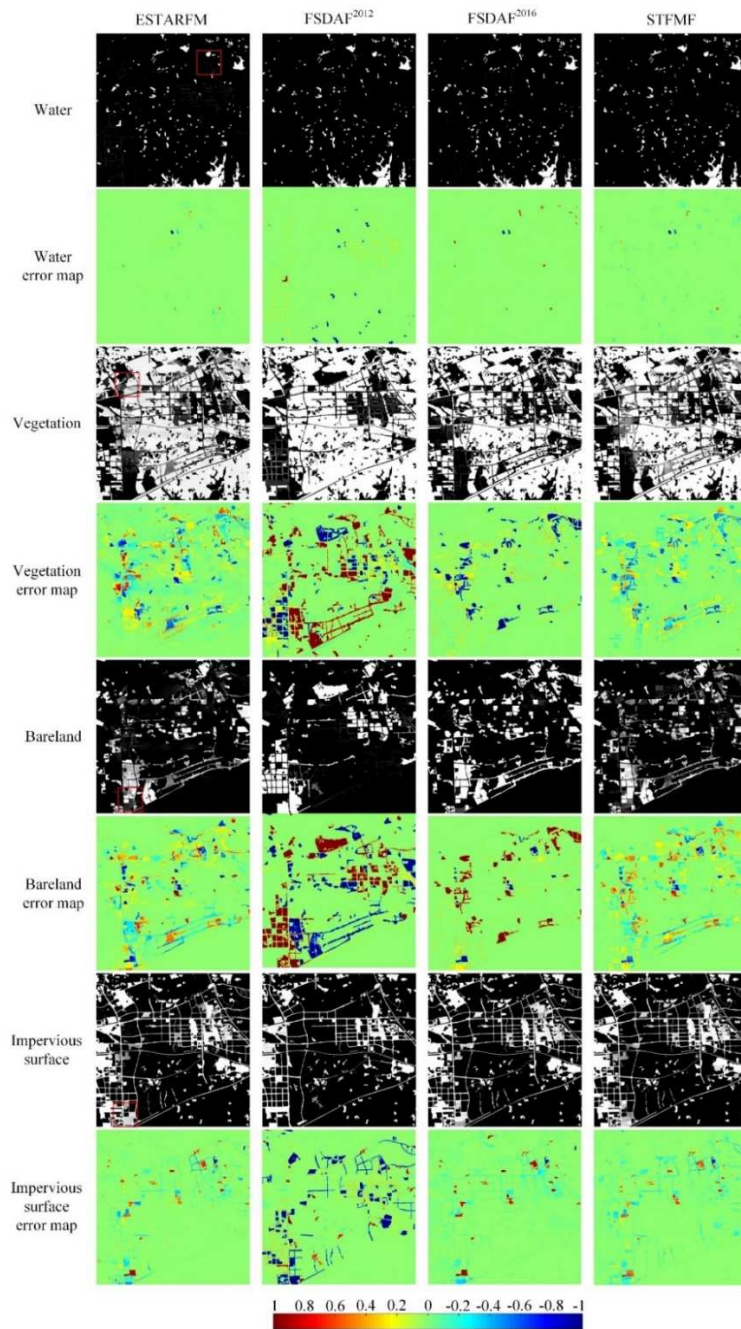 ESTARFM FSDAF2012 FSDAF2016 STFMF
Water
Water
error map
Vegetation
Vegetation
error map
Bareland
Bareland
error map
Impervious
surface
Impervious
surface
error map
1 0.8 0.6 0.4 0.2 0 -0.2 -0.4 -0.6 -0.8 -1